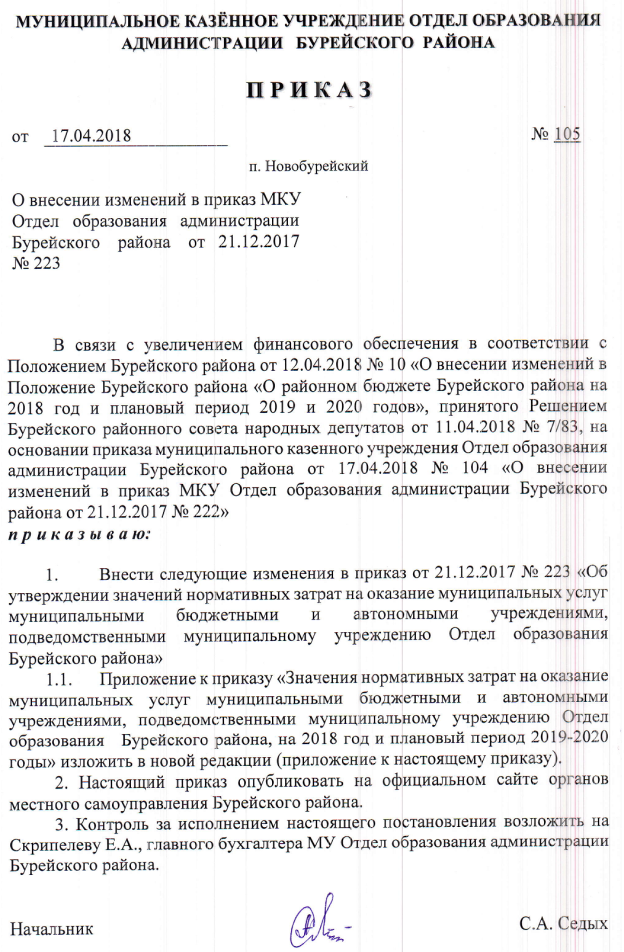 МУНИЦИПАЛЬНОЕ КАЗЁННОЕ УЧРЕЖДЕНИЕ ОТДЕЛ ОБРАЗОВАНИЯ
АДМИНИСТРАЦИИ БУРЕЙСКОГО РАЙОНА
П Р И К А З
от 17.04.2018 № 105
п. Новобурейский
О внесении изменений в приказ МКУ
Отдел образования администрации
Бурейского района от 21.12.2017
№ 223
В связи с увеличением финансового обеспечения в соответствии с
Положением Бурейского района от 12.04.2018 № 10 «О внесении изменений в
Положение Бурейского района «О районном бюджете Бурейского района на
2018 год и плановый период 2019 и 2020 годов», принятого Решением
Бурейского районного совета народных депутатов от 11.04.2018 № 7/83, на
основании приказа муниципального казенного учреждения Отдел образования
администрации Бурейского района от 17.04.2018 № 104 «О внесении
изменений в приказ МКУ Отдел образования администрации Бурейского
района от 21.12.2017 № 222»
п р и к а з ы в а ю:
1. Внести следующие изменения в приказ от 21.12.2017 № 223 «Об
утверждении значений нормативных затрат на оказание муниципальных услуг
муниципальными бюджетными и автономными учреждениями,
подведомственными муниципальному учреждению Отдел образования
Бурейского района»
1.1. Приложение к приказу «Значения нормативных затрат на оказание
муниципальных услуг муниципальными бюджетными и автономными
учреждениями, подведомственными муниципальному учреждению Отдел
образования Бурейского района, на 2018 год и плановый период 2019-2020
годы» изложить в новой редакции (приложение к настоящему приказу).
2. Настоящий приказ опубликовать на официальном сайте органов
местного самоуправления Бурейского района.
3. Контроль за исполнением настоящего постановления возложить на
Скрипелеву Е.А., главного бухгалтера МУ Отдел образования администрации
Бурейского района.
Начальник С.А. Седых